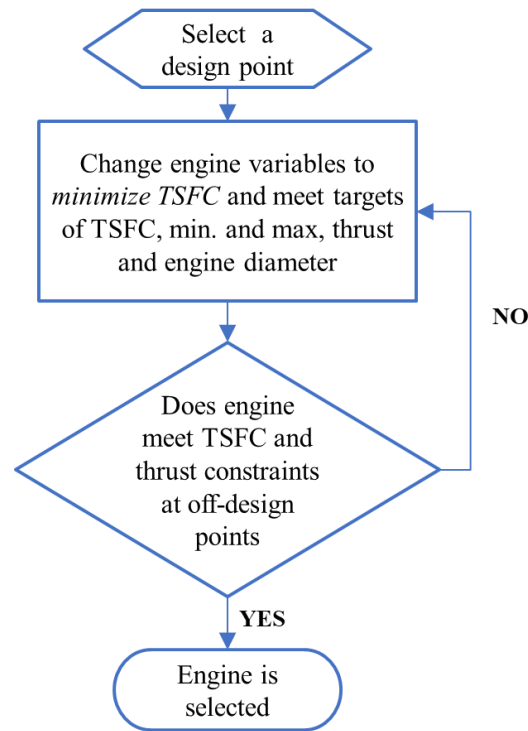 Select a
design point
Change engine variables to
minimize TSFC and meet targets
of TSFC, min. and max, thrust
and engine diameter
NO
Does engine
meet TSFC and
thrust constraints
at off-design
points
YES
Engine is
selected